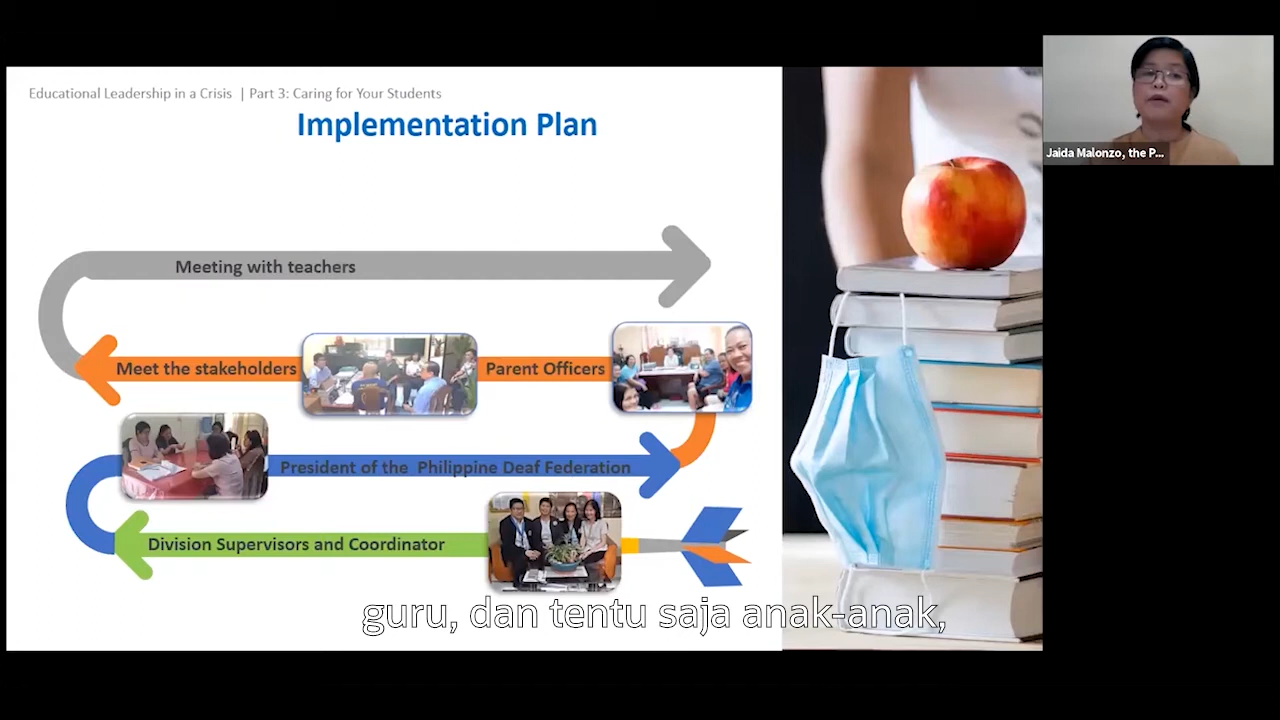 Educational Leadership in a Crisis | Part 3: Caring for Your Students
Implementation Plan
Jaida Malonzo, the P...
Meeting with teachers
Meet the stakeholders
Parent Officers
President of the Philippine Deaf Federation
Division Supervisors and Coordinator
guru, dan tentu saja anak-anak,